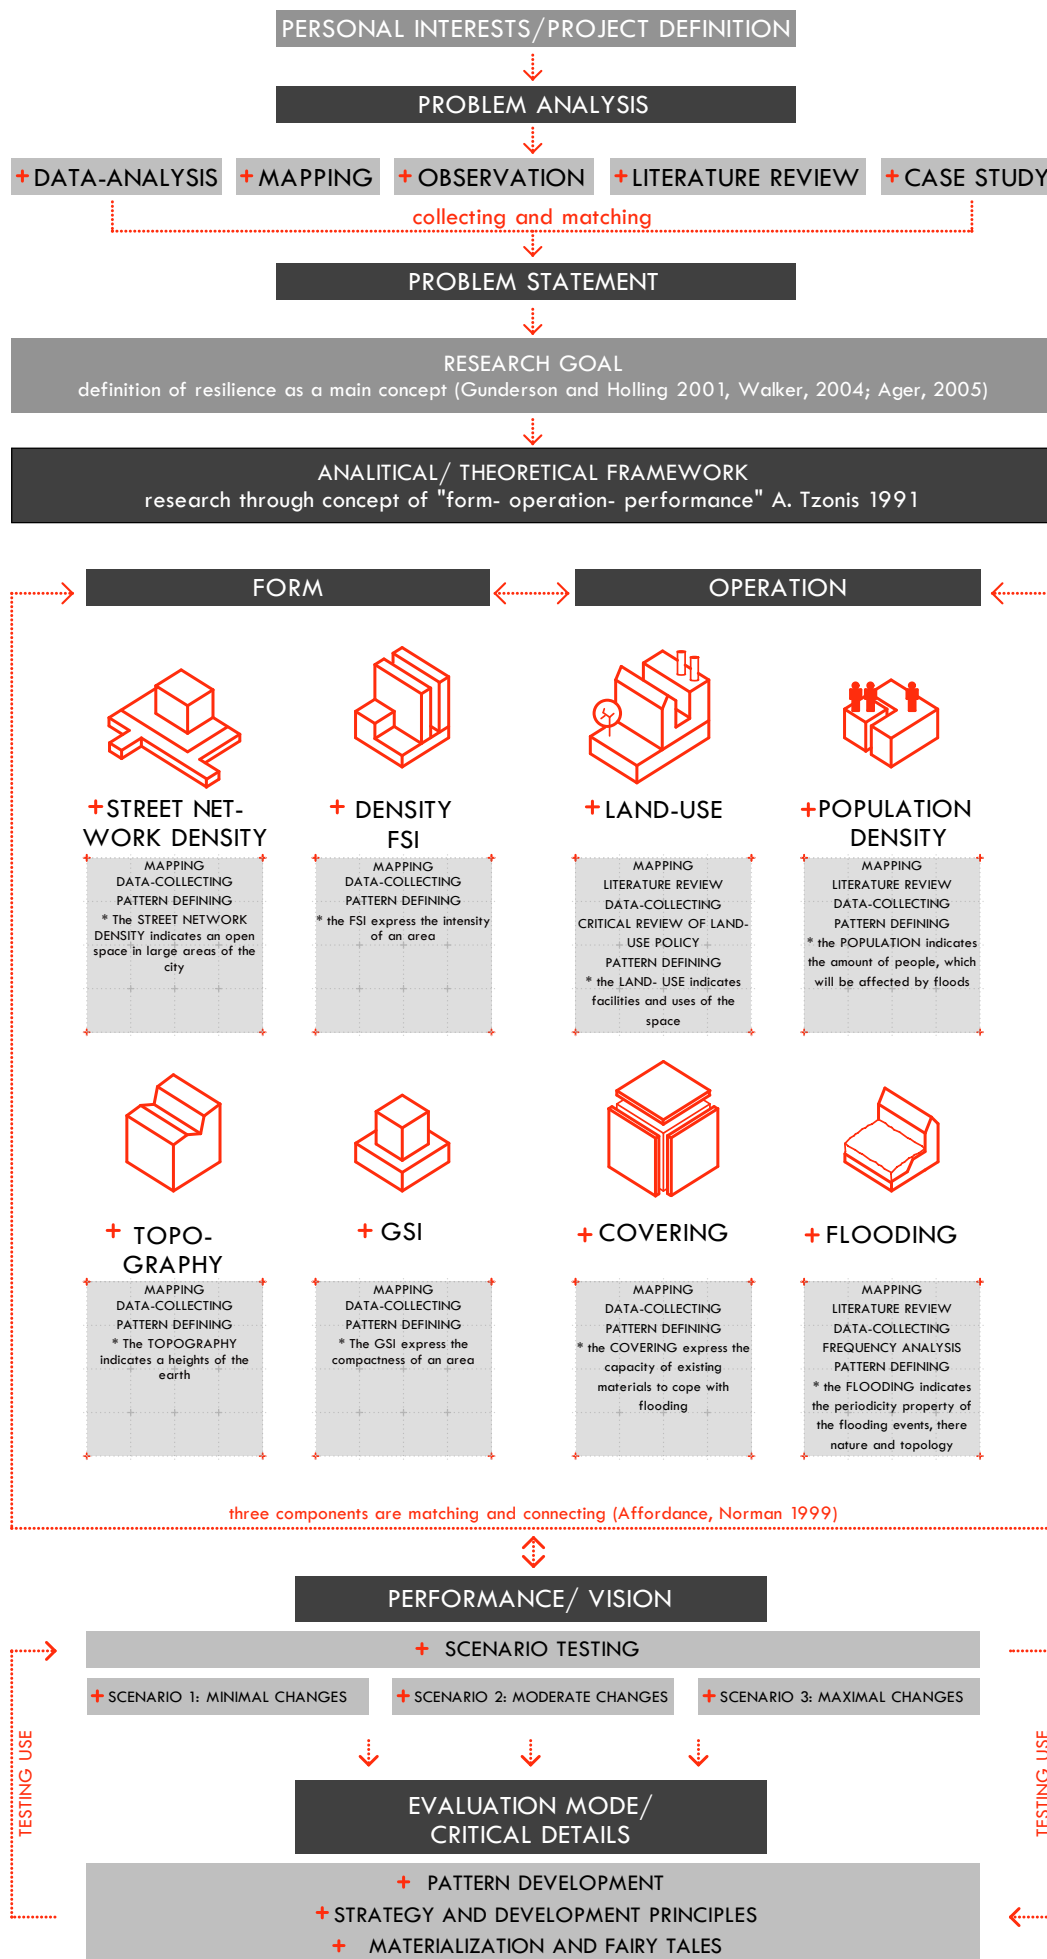 PERSONAL INTERESTS/PROJECT DEFINITION
PROBLEM ANALYSIS
+ DATA-ANALYSIS
+ MAPPING
+ OBSERVATION
+ LITERATURE REVIEW
+ CASE STUDY
collecting and matching
PROBLEM STATEMENT
RESEARCH GOAL
definition of resilience as a main concept (Gunderson and Holling 2001, Walker, 2004; Ager, 2005)
ANALITICAL/ THEORETICAL FRAMEWORK
research through concept of "form- operation- performance" A. Tzonis 1991
FORM
OPERATION
+ STREET NET-
WORK DENSITY
MAPPING
DATA-COLLECTING
PATTERN DEFINING
* The STREET NETWORK
DENSITY indicates an open
space in large areas of the
city
+ DENSITY
FSI
MAPPING
DATA-COLLECTING
PATTERN DEFINING
* the FSI express the intensity
of an area
+ LAND-USE
MAPPING
LITERATURE REVIEW
DATA-COLLECTING
CRITICAL REVIEW OF LAND-
USE POLICY
PATTERN DEFINING
* the LAND- USE indicates
facilities and uses of the
space
+ POPULATION
DENSITY
MAPPING
LITERATURE REVIEW
DATA-COLLECTING
PATTERN DEFINING
* the POPULATION indicates
the amount of people, which
will be affected by floods
+ TOPO-
GRAPHY
MAPPING
DATA-COLLECTING
PATTERN DEFINING
* The TOPOGRAPHY
indicates a heights of the
earth
+ GSI
MAPPING
DATA-COLLECTING
PATTERN DEFINING
* The GSI express the
compactness of an area
+ COVERING
MAPPING
DATA-COLLECTING
PATTERN DEFINING
* the COVERING express the
capacity of existing
materials to cope with
flooding
+ FLOODING
MAPPING
LITERATURE REVIEW
DATA-COLLECTING
FREQUENCY ANALYSIS
PATTERN DEFINING
* the FLOODING indicates
the periodicity property of
the flooding events, there
nature and topology
three components are matching and connecting (Affordance, Norman 1999)
PERFORMANCE/ VISION
+ SCENARIO TESTING
+ SCENARIO 1: MINIMAL CHANGES
+ SCENARIO 2: MODERATE CHANGES
+ SCENARIO 3: MAXIMAL CHANGES
TESTING USE
TESTING USE
EVALUATION MODE/
CRITICAL DETAILS
+ PATTERN DEVELOPMENT
+ STRATEGY AND DEVELOPMENT PRINCIPLES
+ MATERIALIZATION AND FAIRY TALES